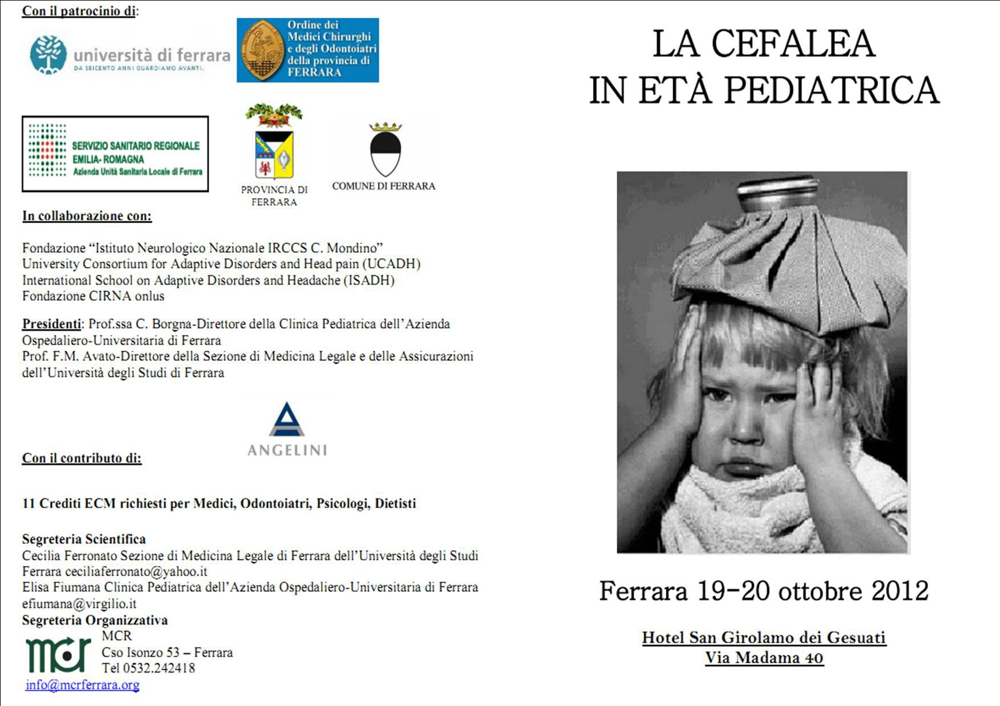 Con il patrocinio di:
università di ferrara
DA SEICENTO ANNI GUARDIAMO AVANTI.
Ordine dei
Medici Chirurghi
e degli Odontoiatri
della provincia di
FERRARA
SERVIZIO SANITARIO REGIONALE
EMILIA- ROMAGNA
Azienda Unità Sanitaria Locale di Ferrara
PROVINCIA DI
FERRARA
COMUNE DI FERRARA
In collaborazione con:
Fondazione “Istituto Neurologico Nazionale IRCCS C. Mondino”
University Consortium for Adaptive Disorders and Head pain (UCADH)
International School on Adaptive Disorders and Headache (ISADH)
Fondazione CIRNA onlus
Presidenti: Prof.ssa C. Borgna-Direttore della Clinica Pediatrica dell’Azienda
Ospedaliero-Universitaria di Ferrara
Prof. F.M. Avato-Direttore della Sezione di Medicina Legale e delle Assicurazioni
dell’Università degli Studi di Ferrara
ANGELINI
Con il contributo di:
11 Crediti ECM richiesti per Medici, Odontoiatri, Psicologi, Dietisti
Segreteria Scientifica
Cecilia Ferronato Sezione di Medicina Legale di Ferrara dell’Università degli Studi
Ferrara ceciliaferronato@yahoo.it
Elisa Fiumana Clinica Pediatrica dell’Azienda Ospedaliero-Universitaria di Ferrara
efiumana@virgilio.it
Segreteria Organizzativa
mcr
MCR
Cso Isonzo 53 – Ferrara
Tel 0532.242418
info@mcrferrara.org
LA CEFALEA
IN ETÀ PEDIATRICA
Ferrara 19-20 ottobre 2012
Hotel San Girolamo dei Gesuati
Via Madama 40